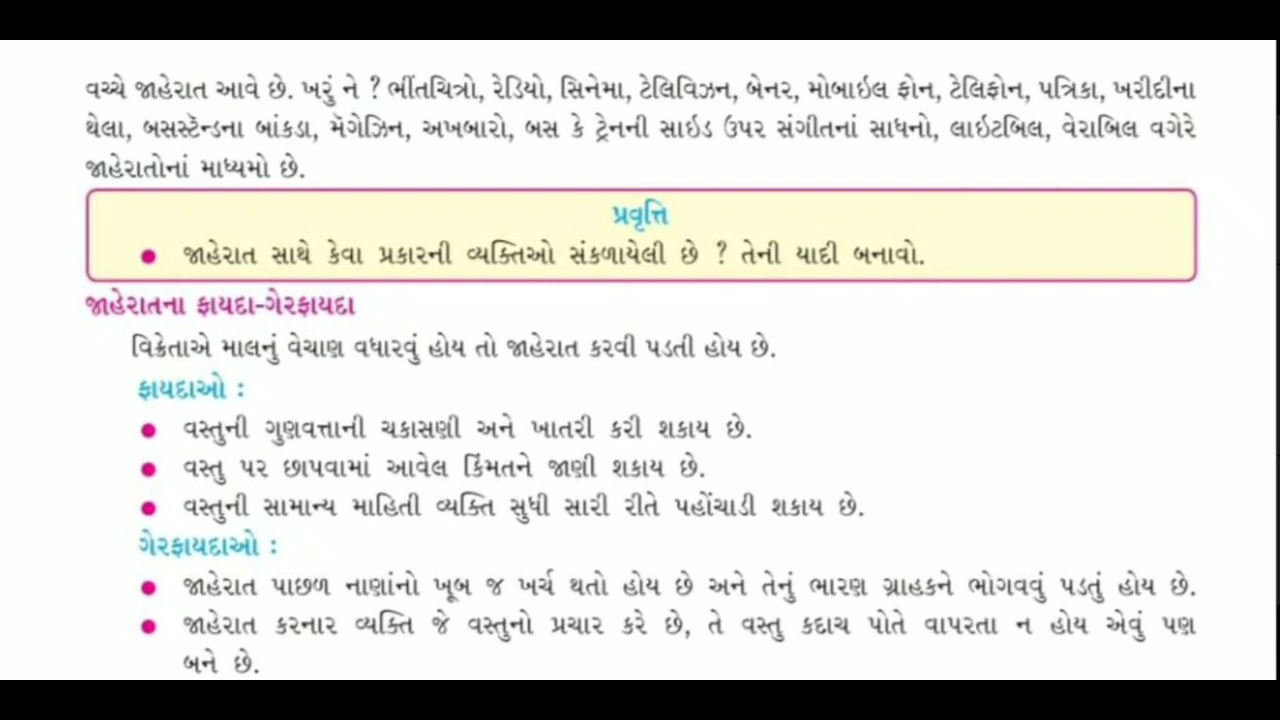 વચ્ચે જાહેરાત આવે છે. ખરું ને ? ભીંતચિત્રો, રેડિયો, સિનેમા, ટેલિવિઝન, બેનર, મોબાઇલ ફોન, ટેલિફોન, પત્રિકા, ખરીદીના
થેલા, બસસ્ટૅન્ડના બાંકડા, મૅગેઝિન, અખબારો, બસ કે ટ્રેનની સાઇડ ઉપર સંગીતનાં સાધનો, લાઇટબિલ, વેરાબિલ વગેરે
જાહેરાતોનાં માધ્યમો છે.
પ્રવૃત્તિ
● જાહેરાત સાથે કેવા પ્રકારની વ્યક્તિઓ સંકળાયેલી છે ? તેની યાદી બનાવો.
જાહેરાતના ફાયદા-ગેરફાયદા
વિક્રેતાએ માલનું વેચાણ વધારવું હોય તો જાહેરાત કરવી પડતી હોય છે.
ફાયદાઓ :
● વસ્તુની ગુણવત્તાની ચકાસણી અને ખાતરી કરી શકાય છે.
● વસ્તુ પર છાપવામાં આવેલ કિંમતને જાણી શકાય છે.
● વસ્તુની સામાન્ય માહિતી વ્યક્તિ સુધી સારી રીતે પહોંચાડી શકાય છે.
ગેરફાયદાઓ :
● જાહેરાત પાછળ નાણાંનો ખૂબ જ ખર્ચ થતો હોય છે અને તેનું ભારણ ગ્રાહકને ભોગવવું પડતું હોય છે.
● જાહેરાત કરનાર વ્યક્તિ જે વસ્તુનો પ્રચાર કરે છે, તે વસ્તુ કદાચ પોતે વાપરતા ન હોય એવું પણ
બને છે.